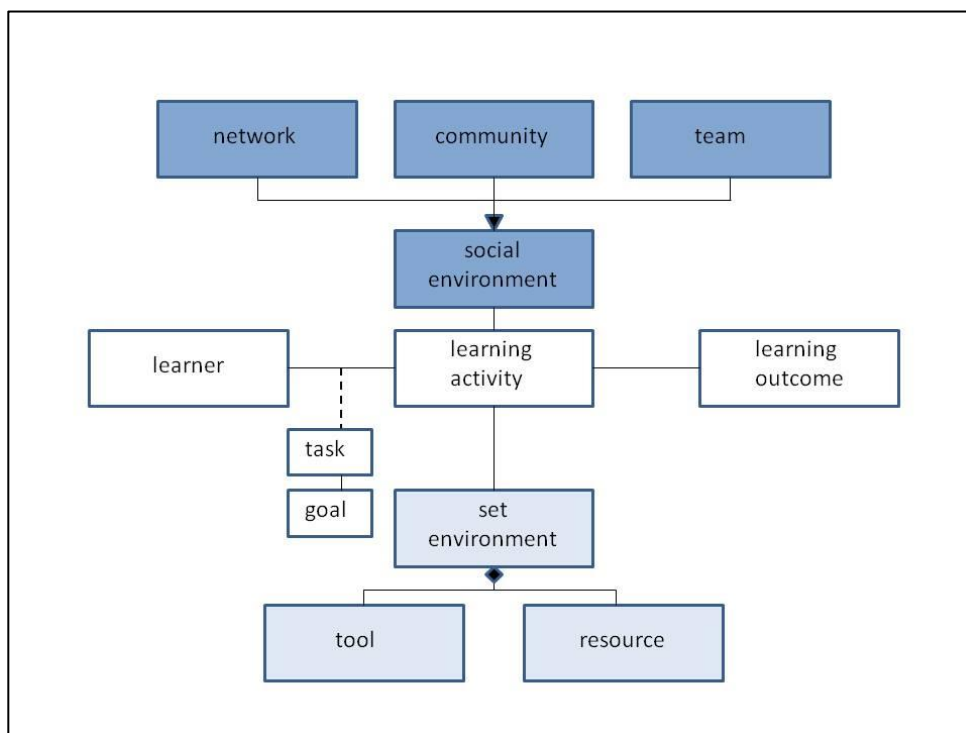 network
community
team
social
environment
learner
learning
activity
learning
outcome
task
goal
set
environment
tool
resource